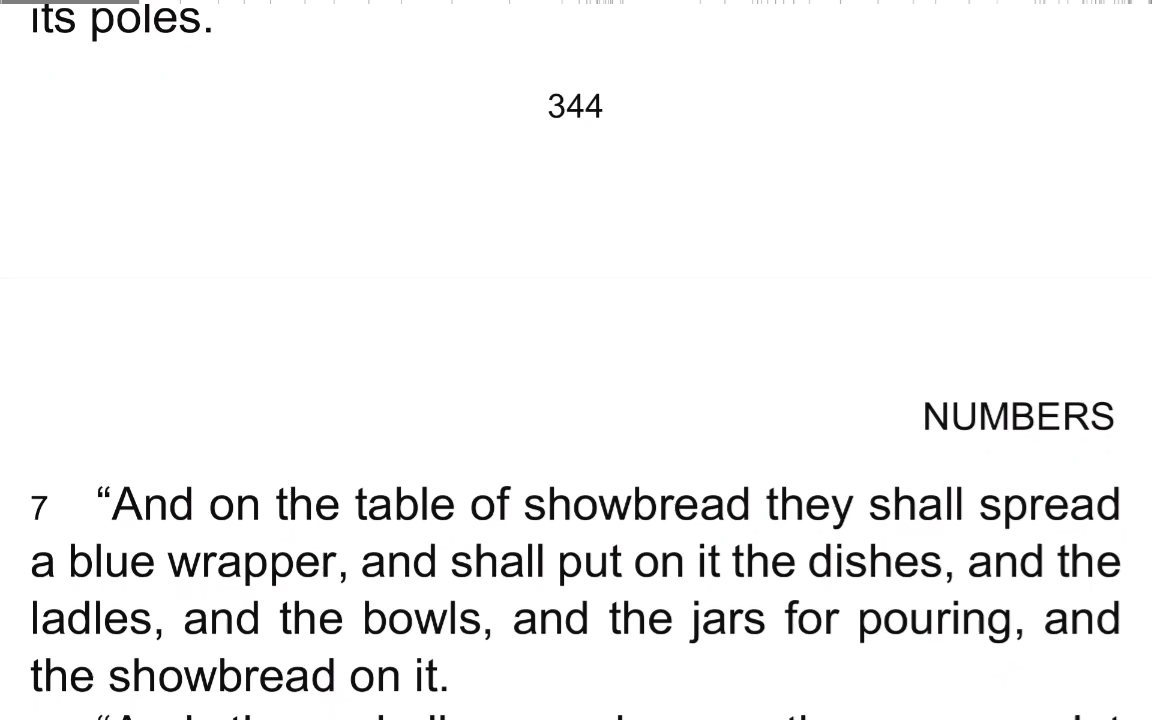 its poles.
344
NUMBERS
7 “And on the table of showbread they shall spread
a blue wrapper, and shall put on it the dishes, and the
ladles, and the bowls, and the jars for pouring, and
the showbread on it.